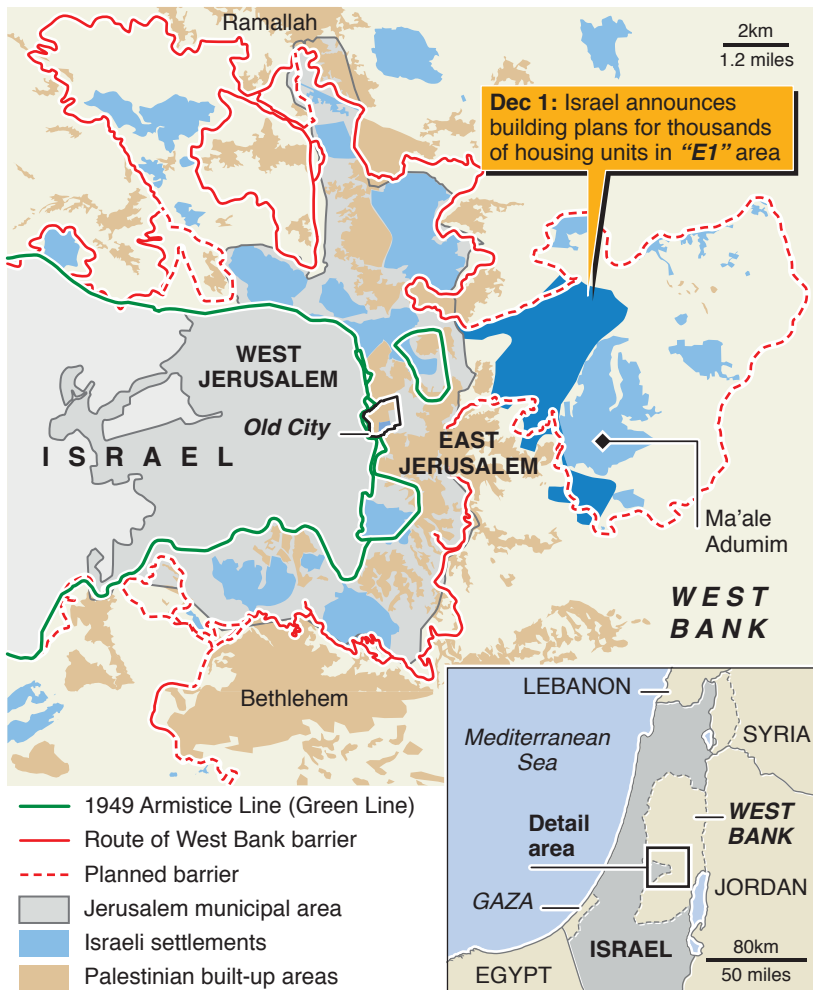 Ramallah
2km
1.2 miles
Dec 1: Israel announces
building plans for thousands
of housing units in "E1" area
WEST
JERUSALEM
Old City
ISRAEL
EAST
JERUSALEM
Ma'ale
Adumim
WEST
BANK
Bethlehem
1949 Armistice Line (Green Line)
Route of West Bank barrier
Planned barrier
Jerusalem municipal area
Israeli settlements
Palestinian built-up areas
LEBANON
Mediterranean
Sea
SYRIA
Detail
area
WEST
BANK
GAZA
JORDAN
ISRAEL
EGYPT
80km
50 miles